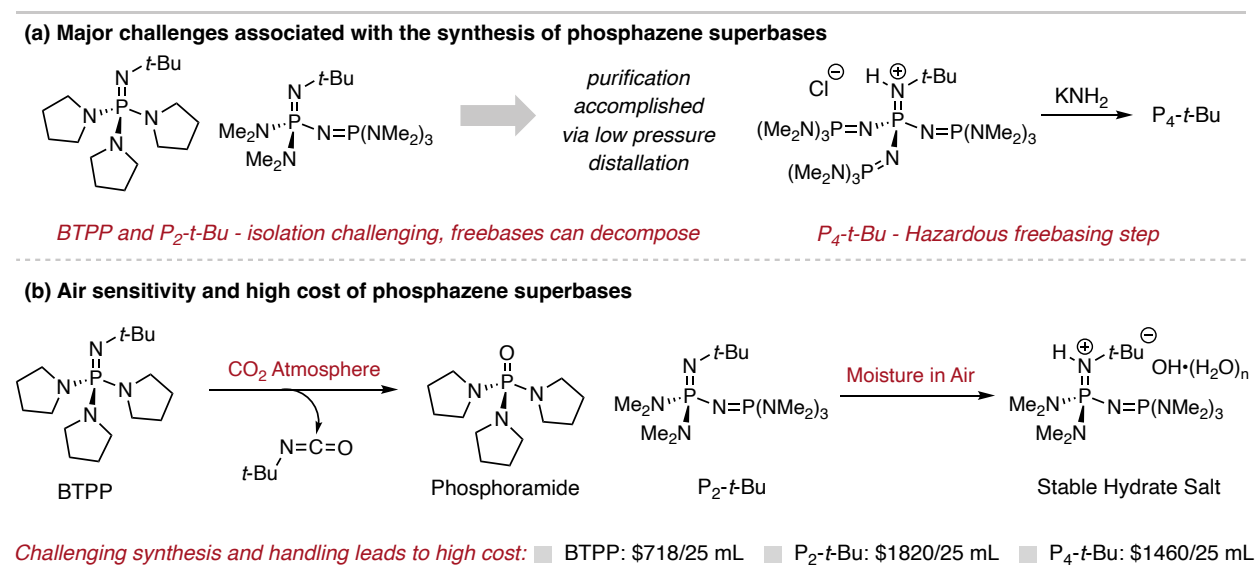 (a) Major challenges associated with the synthesis of phosphazene superbases
N
t-Bu
P
N
N
N
N
t-Bu
Me2N
P
N=P(NMe2)3
Me2N
purification
accomplished
via low pressure
distallation
Cl⊖
H
⊕
N
t-Bu
(Me2N)3P=N
P
N=P(NMe2)3
N
(Me2N)3P
KNH2
P4-t-Bu
BTPP and P2-t-Bu - isolation challenging, freebases can decompose
P4-t-Bu - Hazardous freebasing step
(b) Air sensitivity and high cost of phosphazene superbases
N
t-Bu
P
N
N
N
BTPP
CO2 Atmosphere
N=C=O
t-Bu
O
P
N
N
N
Phosphoramide
N
t-Bu
Me2N
P
N=P(NMe2)3
Me2N
P2-t-Bu
Moisture in Air
H
⊕
N
t-Bu
⊖
OH•(H2O)n
Me2N
P
N=P(NMe2)3
Me2N
Stable Hydrate Salt
Challenging synthesis and handling leads to high cost: BTPP: $718/25 mL P2-t-Bu: $1820/25 mL P4-t-Bu: $1460/25 mL